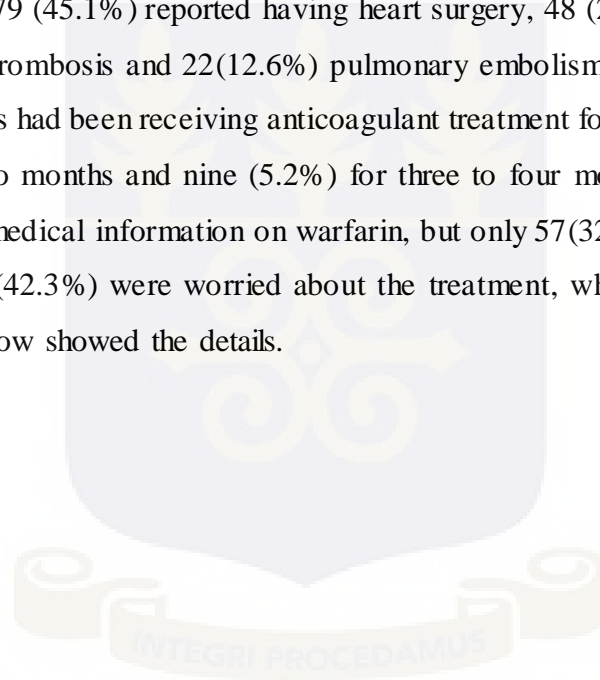 79 (45.1%) reported having heart surgery, 48 (2
rombosis and 22(12.6%) pulmonary embolism
s had been receiving anticoagulant treatment fo
o months and nine (5.2%) for three to four mo
nedical information on warfarin, but only 57(32
(42.3%) were worried about the treatment, wh
ow showed the details.
INTEGRI PROCEDAMUS